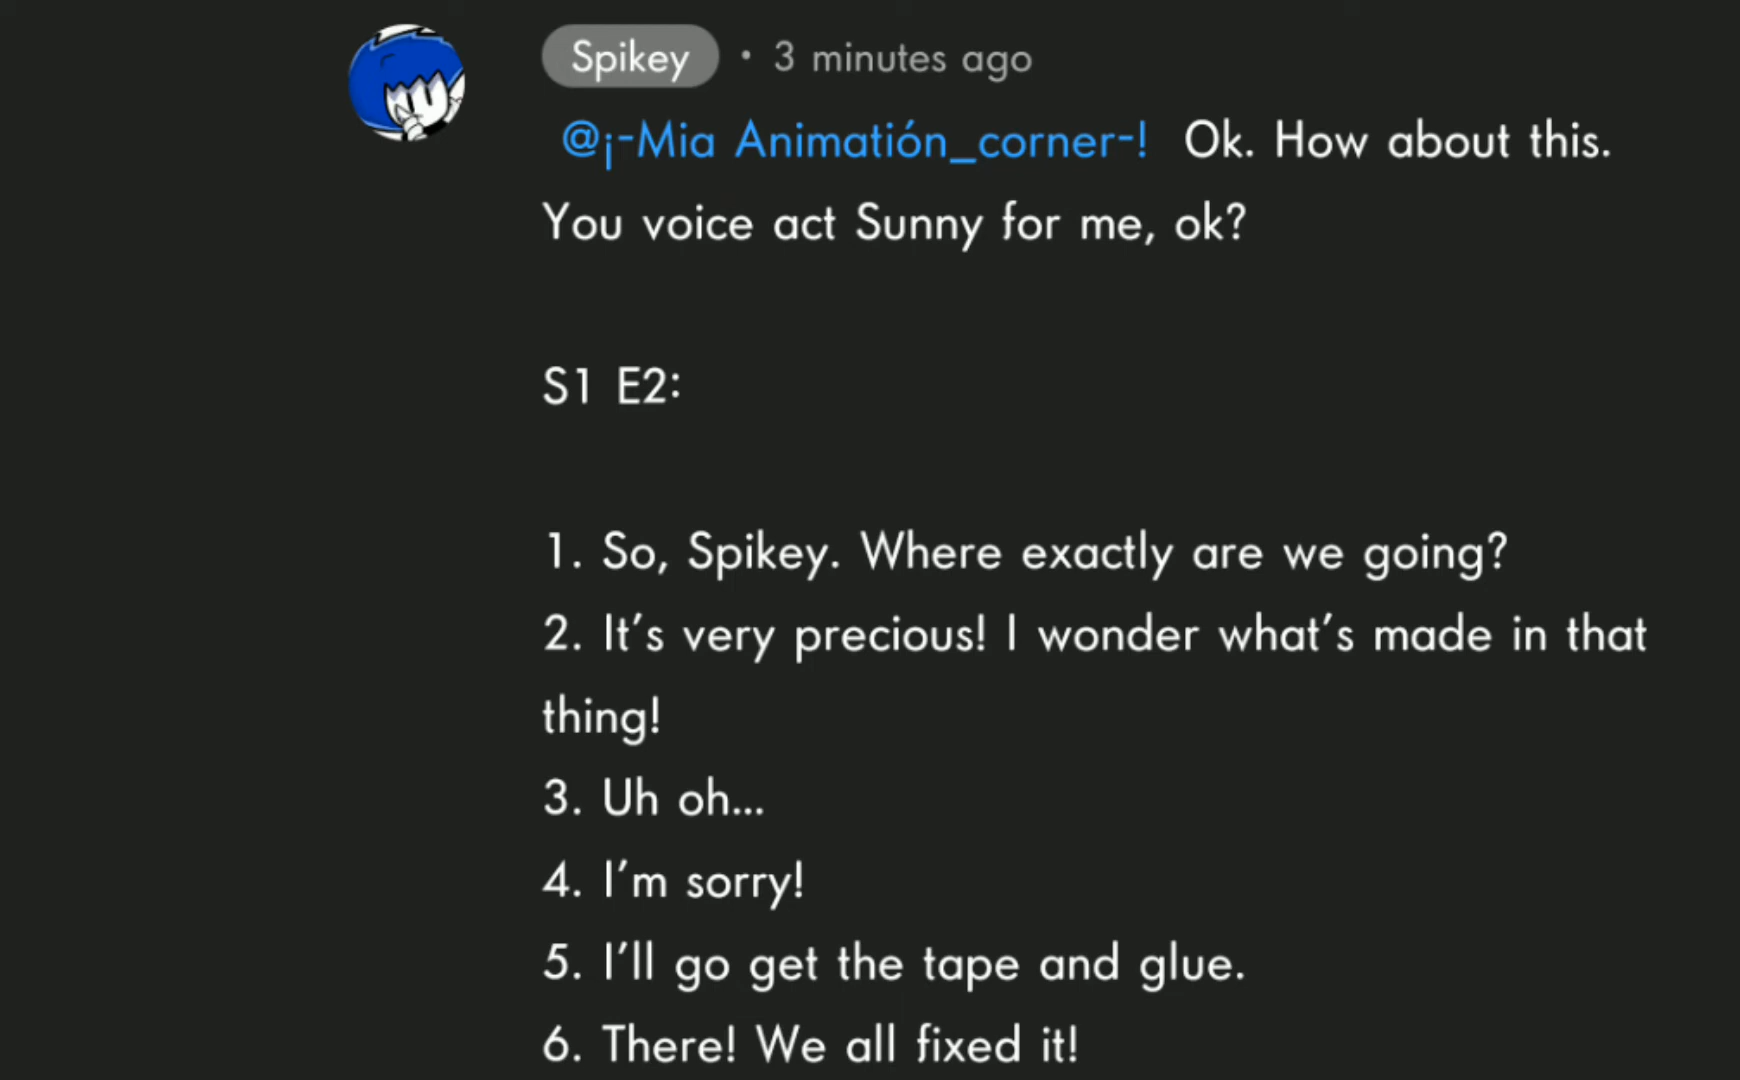 Spikey • 3 minutes ago
@¡-Mia Animatión_corner-! Ok. How about this.
You voice act Sunny for me, ok?
S1 E2:
1. So, Spikey. Where exactly are we going?
2. It’s very precious! I wonder what’s made in that
thing!
3. Uh oh...
4. I’m sorry!
5. I’ll go get the tape and glue.
6. There! We all fixed it!